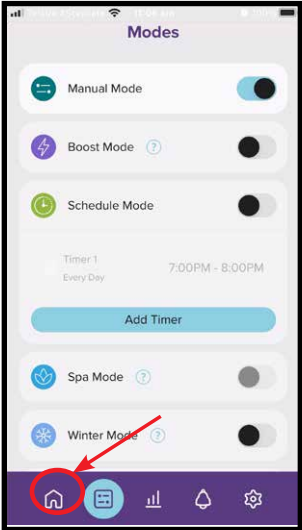 Modes
Manual Mode
Boost Mode ?
Schedule Mode
Timer 1
7:00PM - 8:00PM
Every Day
Add Timer
Spa Mode ?
Winter Mode ?